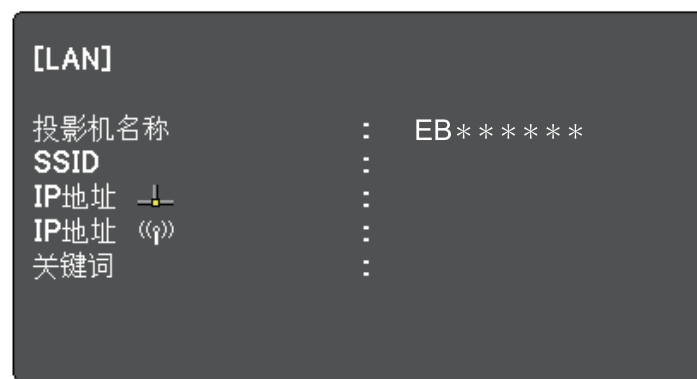 [LAN]
投影机名称 : EB******
SSID :
IP地址 :
IP地址 :
关键词 :